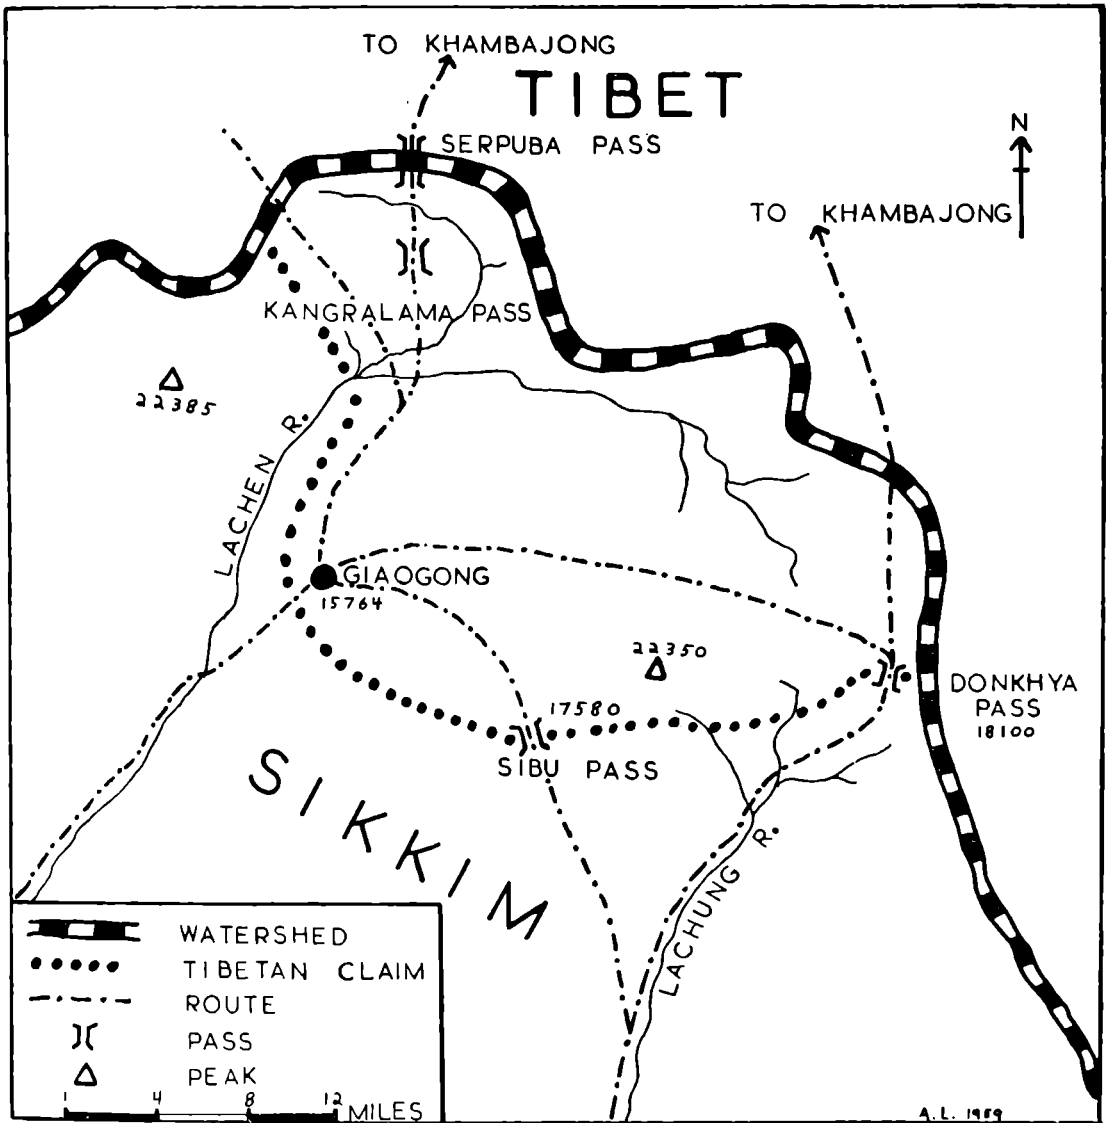 TO KHAMBAJONG
TIBET
SERPUBA PASS
N
TO KHAMBAJONG
KANGRALAMA PASS
22385
LACHEN R.
GIAOGONG
15764
22350
DONKHYA
PASS
18100
17580
SIBU PASS
SIKKIM
LACHUNG R.
WATERSHED
TIBETAN CLAIM
ROUTE
PASS
PEAK
1 4 8 12 MILES
A.L. 1959